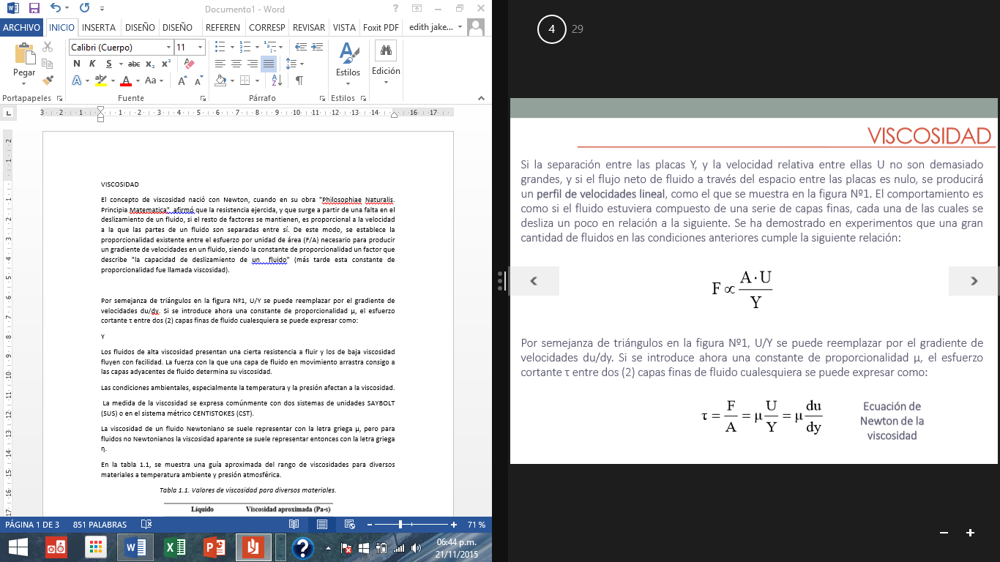 Documento1 - Word
ARCHIVO INICIO INSERTA DISEÑO DISEÑO REFEREN CORRESP REVISAR VISTA Foxit PDF edith jake...
Calibri (Cuerpo) 11
Pegar
N K S abc x₂ x²
Estilos
Edición
A aby A Aa A A
Portapapeles Fuente Párrafo Estilos
3 2 1 1 2 3 4 5 6 7 8 9 10 11 12 13 14 16 17
VISCOSIDAD
El concepto de viscosidad nació con Newton, cuando en su obra "Philosophiae Naturalis.
Principia Matematica" afirmó que la resistencia ejercida, y que surge a partir de una falta en el
deslizamiento de un fluido, si el resto de factores se mantienen, es proporcional a la velocidad
a la que las partes de un fluido son separadas entre sí. De este modo, se establece la
proporcionalidad existente entre el esfuerzo por unidad de área (F/A) necesario para producir
un gradiente de velocidades en un fluido, siendo la constante de proporcionalidad un factor que
describe "la capacidad de deslizamiento de un fluido" (más tarde esta constante de
proporcionalidad fue llamada viscosidad).
Por semejanza de triángulos en la figura Nº1, U/Y se puede reemplazar por el gradiente de
velocidades du/dy. Si se introduce ahora una constante de proporcionalidad μ, el esfuerzo
cortante τ entre dos (2) capas finas de fluido cualesquiera se puede expresar como:
Y
Los fluidos de alta viscosidad presentan una cierta resistencia a fluir y los de baja viscosidad
fluyen con facilidad. La fuerza con la que una capa de fluido en movimiento arrastra consigo a
las capas adyacentes de fluido determina su viscosidad.
Las condiciones ambientales, especialmente la temperatura y la presión afectan a la viscosidad.
La medida de la viscosidad se expresa comúnmente con dos sistemas de unidades SAYBOLT
(SUS) o en el sistema métrico CENTISTOKES (CST).
La viscosidad de un fluido Newtoniano se suele representar con la letra griega μ, pero para
fluidos no Newtonianos la viscosidad aparente se suele representar entonces con la letra griega
η.
En la tabla 1.1, se muestra una guía aproximada del rango de viscosidades para diversos
materiales a temperatura ambiente y presión atmosférica.
Tabla 1.1. Valores de viscosidad para diversos materiales.
Líquido Viscosidad aproximada (Pa-s)
PÁGINA 1 DE 3 851 PALABRAS 71 %
06:44 p.m.
21/11/2015
4 29
VISCOSIDAD
Si la separación entre las placas Y, y la velocidad relativa entre ellas U no son demasiado
grandes, y si el flujo neto de fluido a través del espacio entre las placas es nulo, se producirá
un perfil de velocidades lineal, como el que se muestra en la figura Nº1. El comportamiento es
como si el fluido estuviera compuesto de una serie de capas finas, cada una de las cuales se
desliza un poco en relación a la siguiente. Se ha demostrado en experimentos que una gran
cantidad de fluidos en las condiciones anteriores cumple la siguiente relación:
F ∝ A · U / Y
Por semejanza de triángulos en la figura Nº1, U/Y se puede reemplazar por el gradiente de
velocidades du/dy. Si se introduce ahora una constante de proporcionalidad μ, el esfuerzo
cortante τ entre dos (2) capas finas de fluido cualesquiera se puede expresar como:
τ = F/A = μ U/Y = μ du/dy
Ecuación de
Newton de la
viscosidad